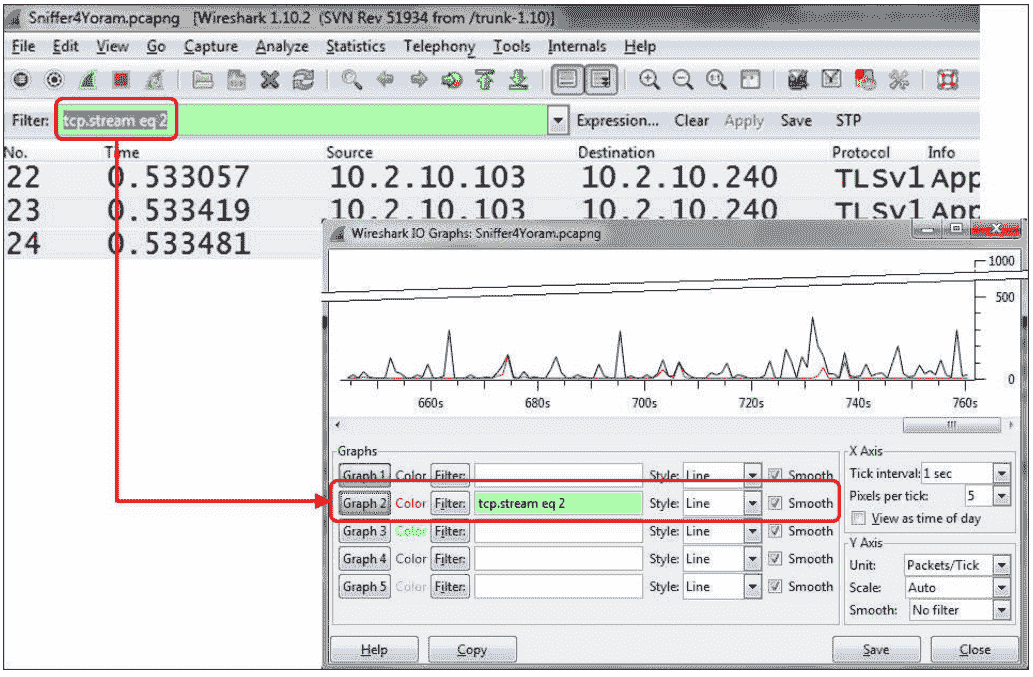 Sniffer4Yoram.pcapng [Wireshark 1.10.2 (SVN Rev 51934 from /trunk-1.10)]
File Edit View Go Capture Analyze Statistics Telephony Tools Internals Help
Filter: tcp.stream eq 2 Expression... Clear Apply Save STP
No. Time Source Destination Protocol Info
22 0.533057 10.2.10.103 10.2.10.240 TLSv1 App
23 0.533419 10.2.10.103 10.2.10.240 TLSv1 App
24 0.533481
Wireshark IO Graphs: Sniffer4Yoram.pcapng
1000
500
0
660s 680s 700s 720s 740s 760s
Graphs
Graph 1 Color Filter: Style: Line Smooth
Graph 2 Color Filter: tcp.stream eq 2 Style: Line Smooth
Graph 3 Color Filter: Style: Line Smooth
Graph 4 Color Filter: Style: Line Smooth
Graph 5 Color Filter: Style: Line Smooth
X Axis
Tick interval: 1 sec
Pixels per tick: 5
View as time of day
Y Axis
Unit: Packets/Tick
Scale: Auto
Smooth: No filter
Help Copy Save Close